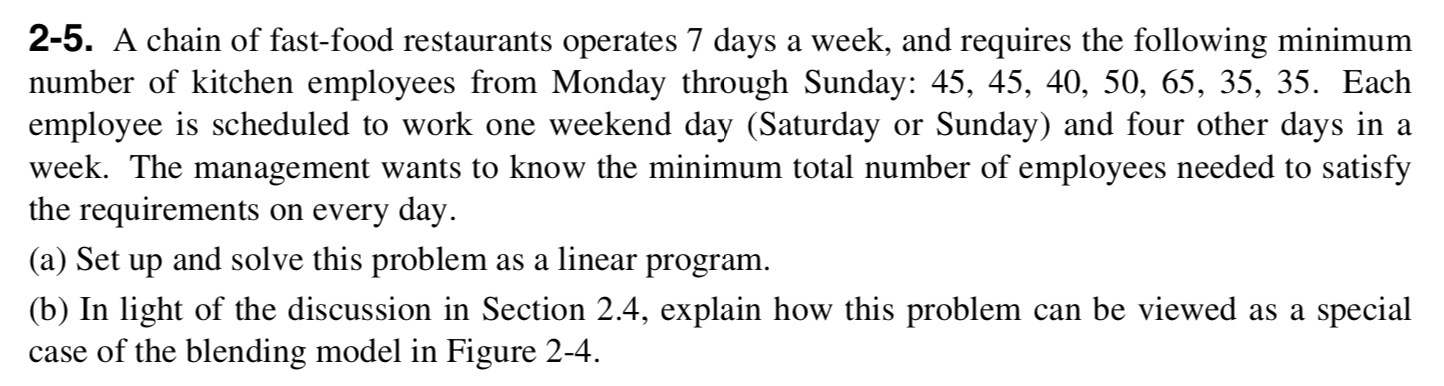 2-5. A chain of fast-food restaurants operates 7 days a week, and requires the following minimum
number of kitchen employees from Monday through Sunday: 45, 45, 40, 50, 65, 35, 35. Each
employee is scheduled to work one weekend day (Saturday or Sunday) and four other days in a
week. The management wants to know the minimum total number of employees needed to satisfy
the requirements on every day.
(a) Set up and solve this problem as a linear program.
(b) In light of the discussion in Section 2.4, explain how this problem can be viewed as a special
case of the blending model in Figure 2-4.